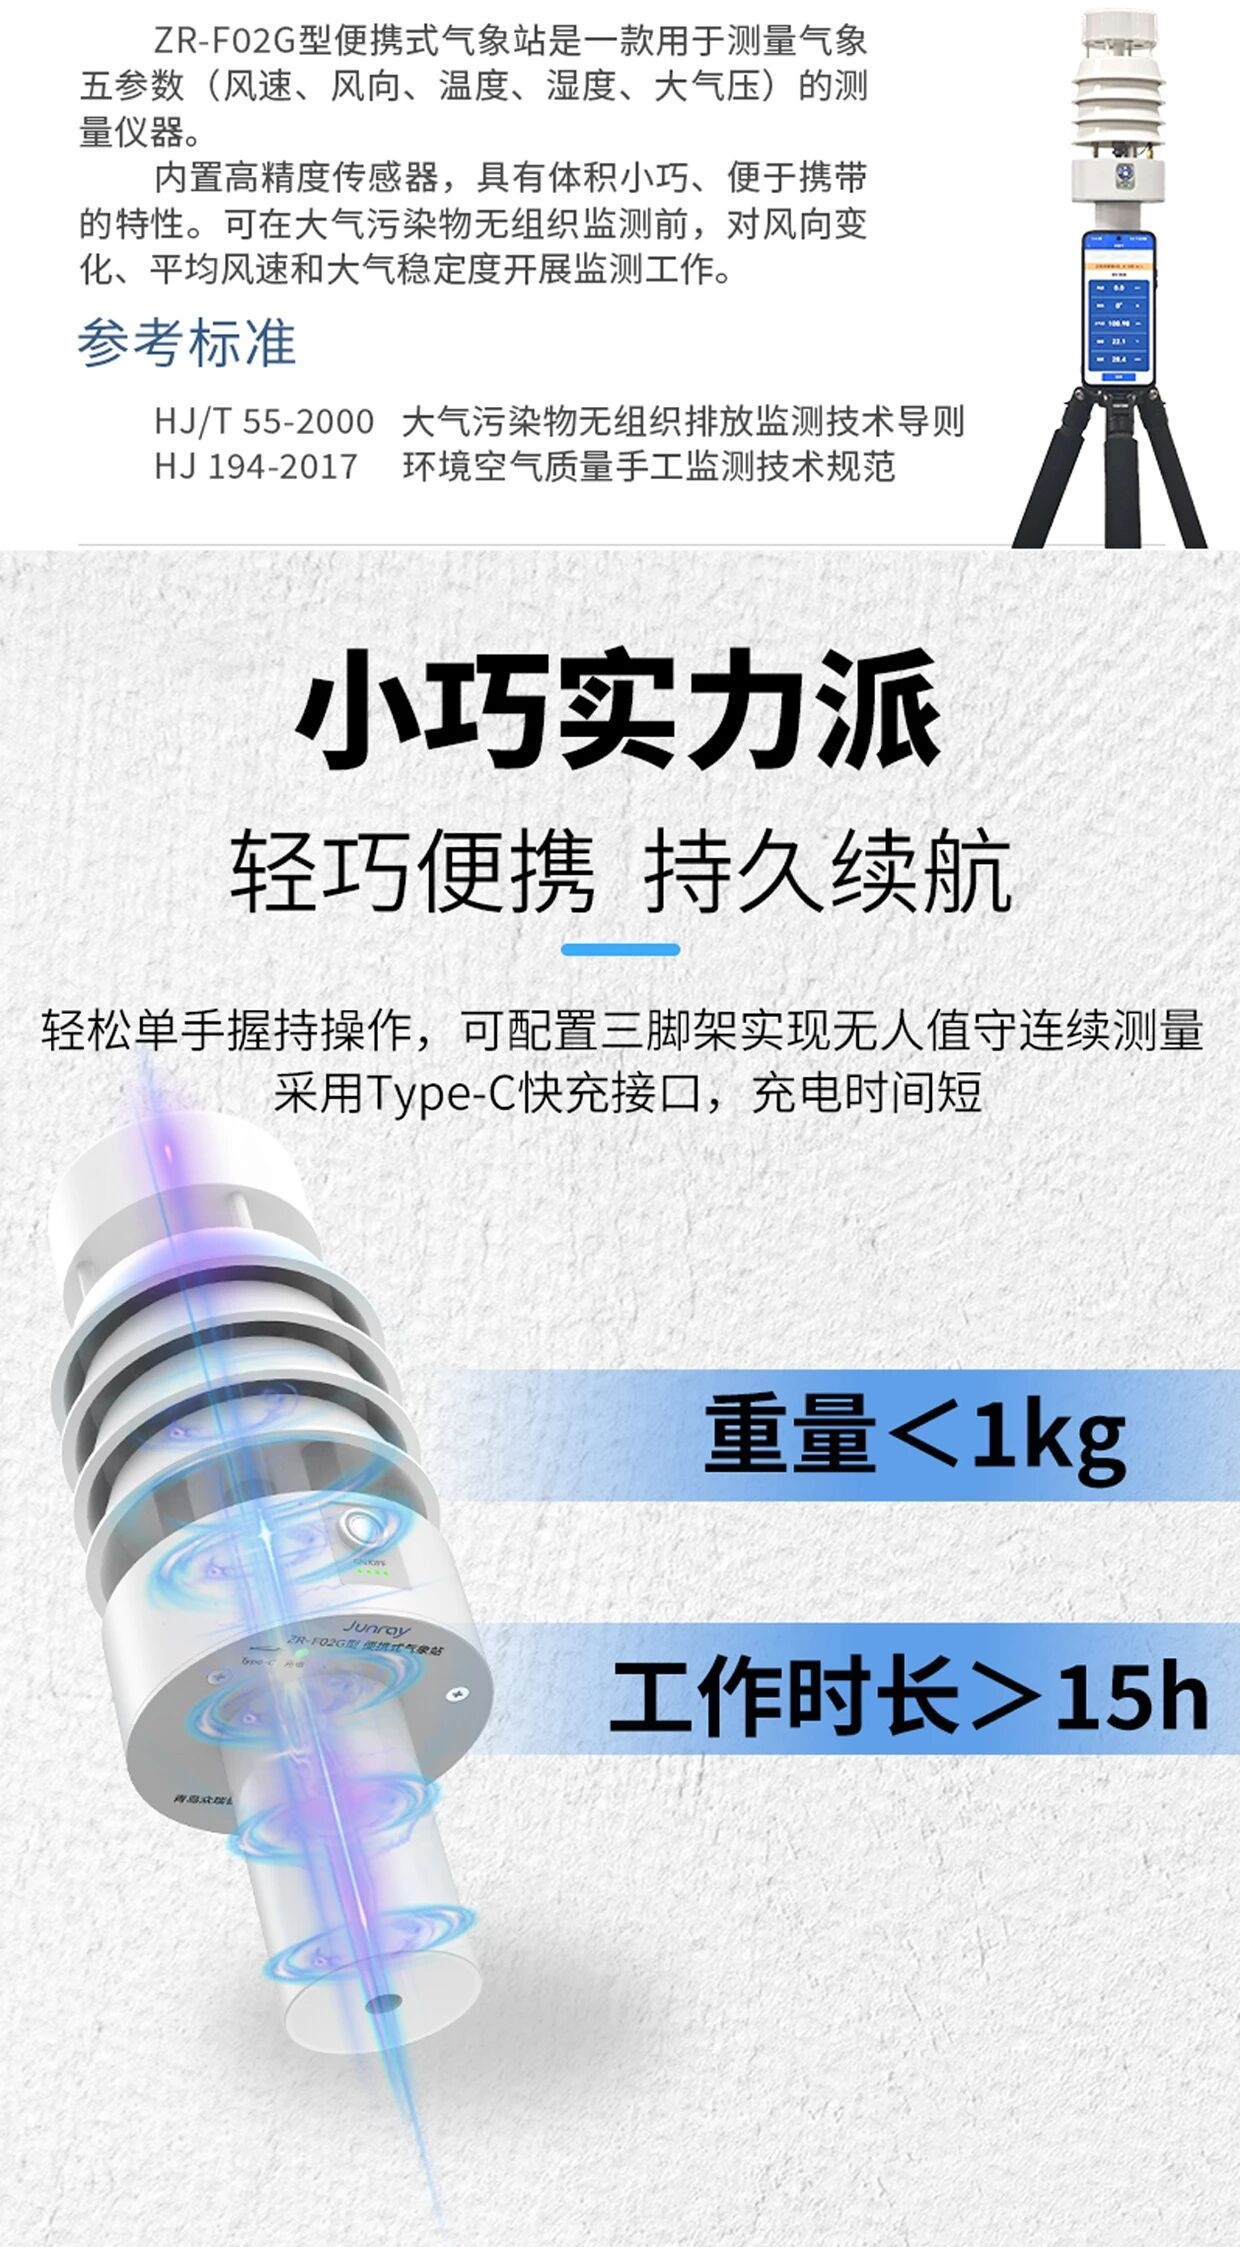 ZR-F02G型便携式气象站是一款用于测量气象
五参数（风速、风向、温度、湿度、大气压）的测
量仪器。
内置高精度传感器，具有体积小巧、便于携带
的特性。可在大气污染物无组织监测前，对风向变
化、平均风速和大气稳定度开展监测工作。
参考标准
HJ/T 55-2000 大气污染物无组织排放监测技术导则
HJ 194-2017 环境空气质量手工监测技术规范
小巧实力派
轻巧便携 持久续航
轻松单手握持操作，可配置三脚架实现无人值守连续测量
采用Type-C快充接口，充电时间短
重量＜1kg
Junray
ZR-F02G型 便携式气象站
Type-C 充电
工作时长＞15h
青岛众瑞